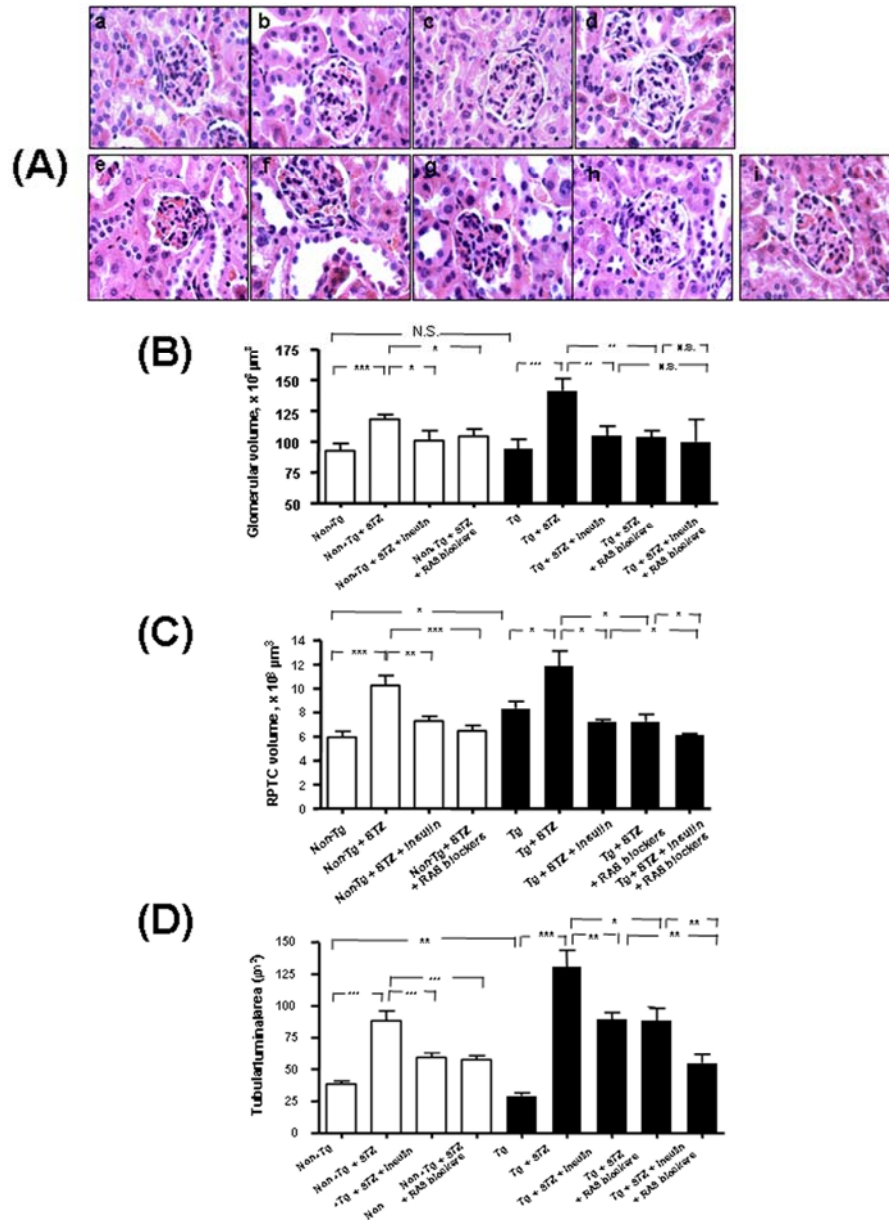 a b c d
(A)
e f g h i
(B)
N.S.
* ** N.S.
*** * *** ** N.S.
Glomerular volume, x 10³ µm³
175
150
125
100
75
50
Non-Tg
Non-Tg + STZ
Non-Tg + STZ + Insulin
Non-Tg + STZ
+ RAS blockers
Tg
Tg + STZ
Tg + STZ + Insulin
Tg + STZ
+ RAS blockers
Tg + STZ + Insulin
+ RAS blockers
(C)
*
*** * *
*** ** * * *
RPTC volume, x 10³ µm³
14
12
10
8
6
4
2
0
Non-Tg
Non-Tg + STZ
Non-Tg + STZ + Insulin
Non-Tg + STZ
+ RAS blockers
Tg
Tg + STZ
Tg + STZ + Insulin
Tg + STZ
+ RAS blockers
Tg + STZ + Insulin
+ RAS blockers
(D)
* **
** *** ** **
***
*** ***
Tubular luminal area (µm²)
150
125
100
75
50
25
0
Non-Tg
Non-Tg + STZ
-Tg + STZ + Insulin
Non
Non-Tg + STZ
+ RAS blockers
Tg
Tg + STZ
Tg + STZ + Insulin
Tg + STZ
+ RAS blockers
Tg + STZ + Insulin
+ RAS blockers